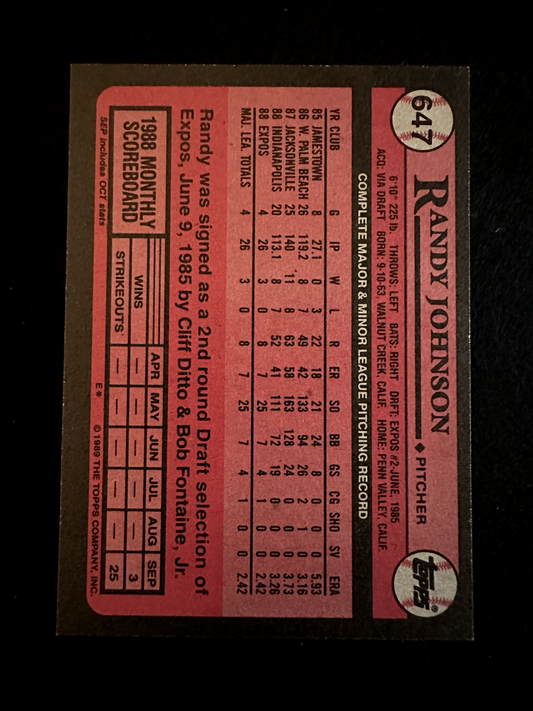 647
RANDY JOHNSON ♦ PITCHER
TOPPS®
6'10" 225 lb. THROWS: LEFT BATS: RIGHT DRFT: EXPOS #2-JUNE, 1985
ACQ: VIA DRAFT BORN: 9-10-63, WALNUT CREEK, CALIF. HOME: PENN VALLEY, CALIF.
COMPLETE MAJOR & MINOR LEAGUE PITCHING RECORD
YR CLUB G IP W L R ER SO BB GS CG SHO SV ERA
85 JAMESTOWN 8 27.1 0 3 22 18 21 24 8 0 0 0 5.93
86 W. PALM BEACH 26 119.2 8 7 49 42 133 94 26 2 1 0 3.16
87 JACKSONVILLE 25 140 11 8 63 58 163 128 24 0 0 0 3.73
88 INDIANAPOLIS 20 113.1 8 7 52 41 111 72 19 0 0 0 3.26
88 EXPOS 4 26 3 0 8 7 25 7 4 1 0 0 2.42
MAJ. LEA. TOTALS 4 26 3 0 8 7 25 7 4 1 0 0 2.42
Randy was signed as a 2nd round Draft selection of
Expos, June 9, 1985 by Cliff Ditto & Bob Fontaine, Jr.
1988 MONTHLY
SCOREBOARD
APR MAY JUN JUL AUG SEP
WINS — — — — — 3
STRIKEOUTS — — — — — 25
SEP includes OCT stats
E* © 1989 THE TOPPS COMPANY, INC.